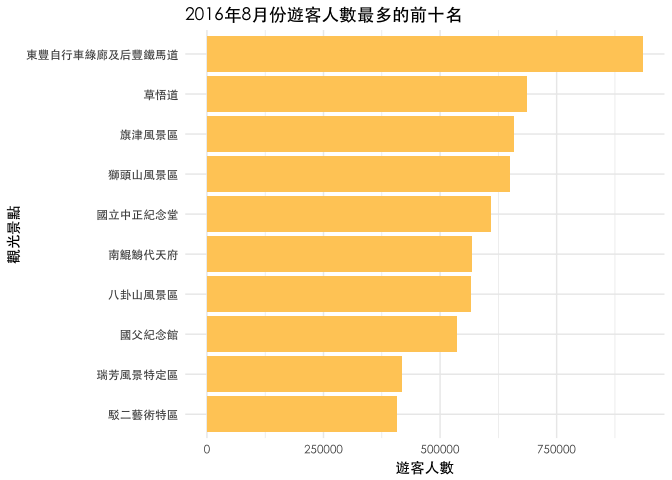 2016年8月份遊客人數最多的前十名
東豐自行車綠廊及后豐鐵馬道
草悟道
旗津風景區
獅頭山風景區
國立中正紀念堂
南鯤鯓代天府
八卦山風景區
國父紀念館
瑞芳風景特定區
駁二藝術特區
觀光景點
0 250000 500000 750000
遊客人數